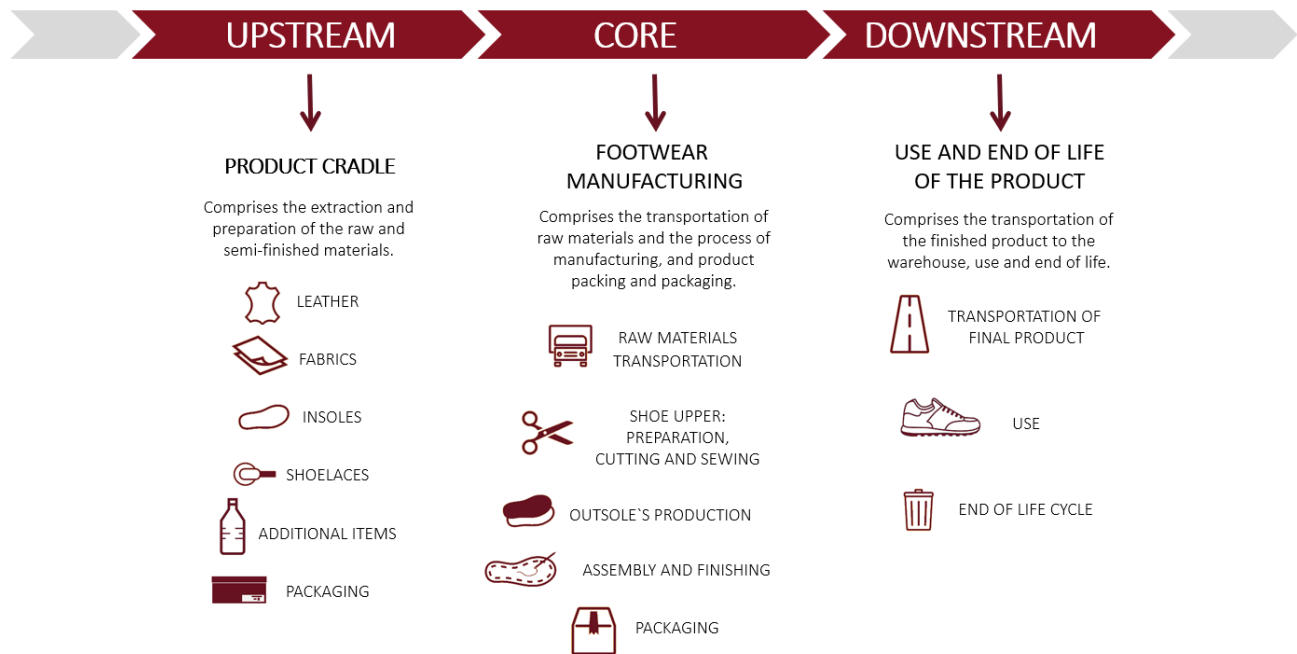 UPSTREAM
CORE
DOWNSTREAM
PRODUCT CRADLE
Comprises the extraction and
preparation of the raw and
semi-finished materials.
LEATHER
FABRICS
INSOLES
SHOELACES
ADDITIONAL ITEMS
PACKAGING
FOOTWEAR
MANUFACTURING
Comprises the transportation of
raw materials and the process of
manufacturing, and product
packing and packaging.
RAW MATERIALS
TRANSPORTATION
SHOE UPPER:
PREPARATION,
CUTTING AND SEWING
OUTSOLE`S PRODUCTION
ASSEMBLY AND FINISHING
PACKAGING
USE AND END OF LIFE
OF THE PRODUCT
Comprises the transportation of
the finished product to the
warehouse, use and end of life.
TRANSPORTATION OF
FINAL PRODUCT
USE
END OF LIFE CYCLE